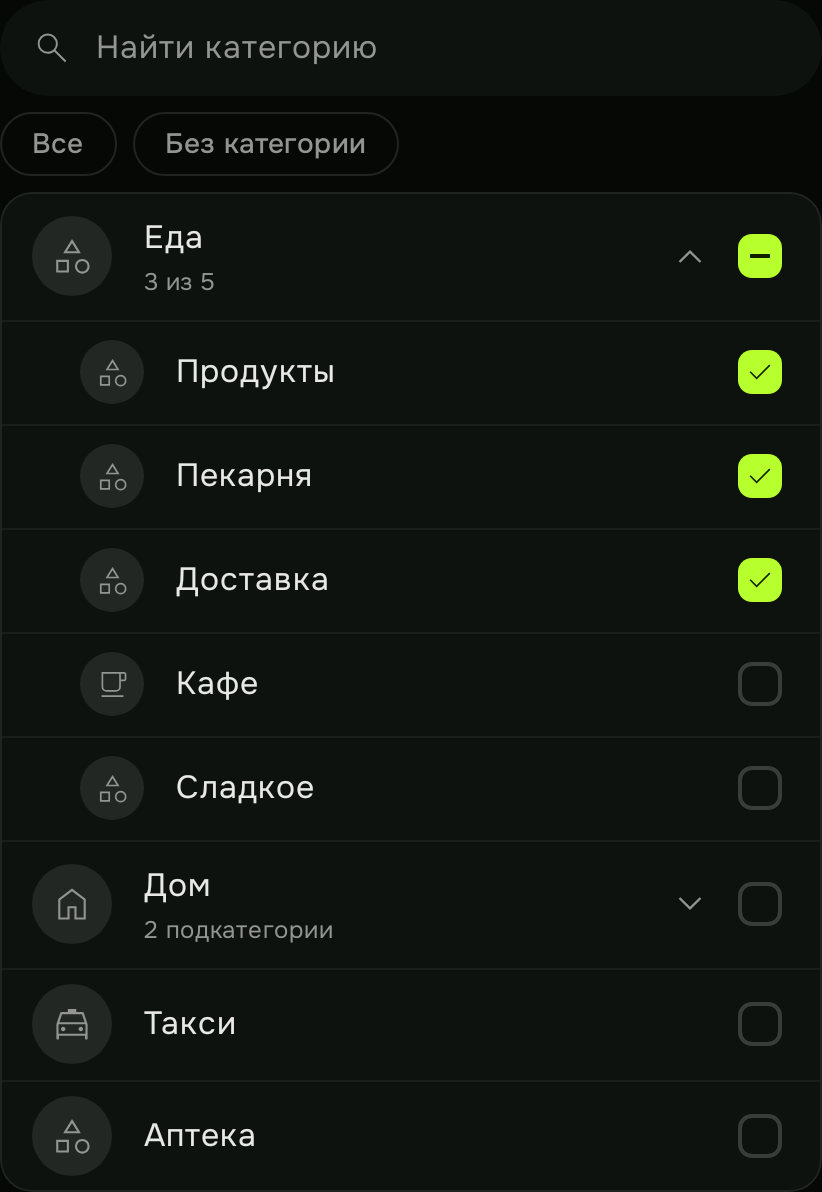 Найти категорию
Все
Без категории
Еда
3 из 5
Продукты
Пекарня
Доставка
Кафе
Сладкое
Дом
2 подкатегории
Такси
Аптека